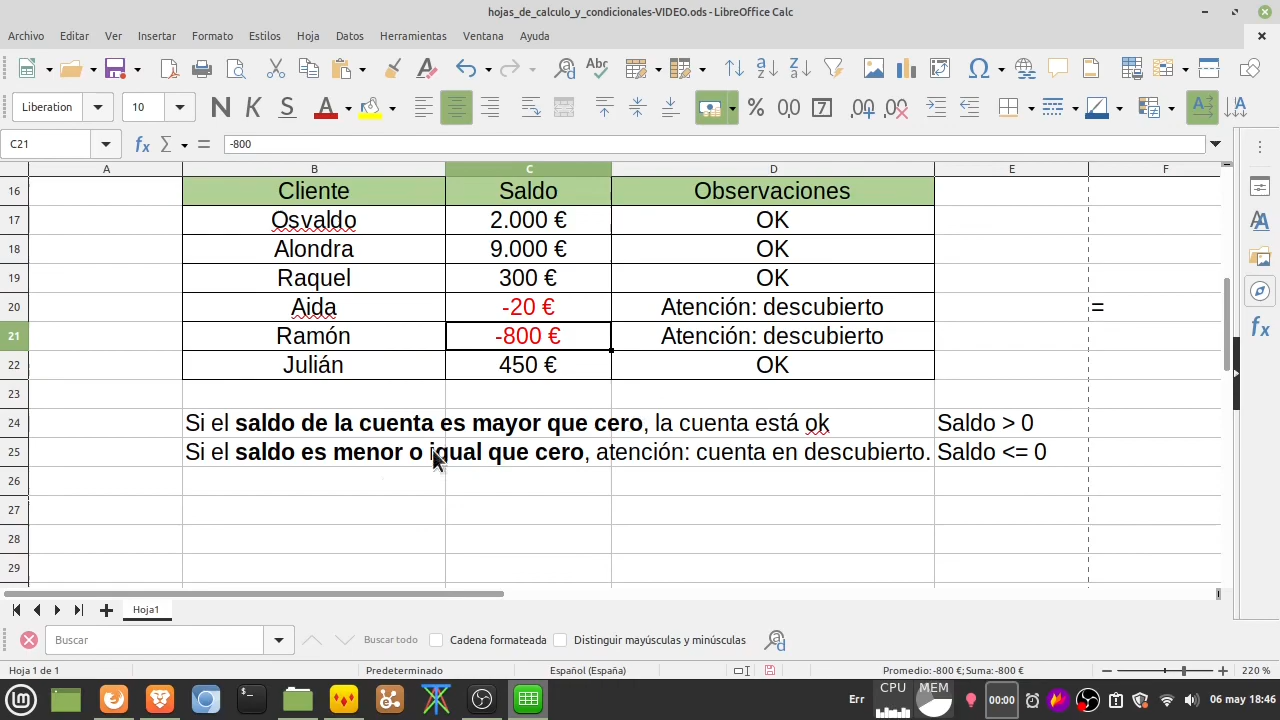 hojas_de_calculo_y_condicionales-VIDEO.ods - LibreOffice Calc
Archivo Editar Ver Insertar Formato Estilos Hoja Datos Herramientas Ventana Ayuda
Liberation 10 N K S A % 0,0 7
C21 fx Σ = -800
A B C D E F
16 Cliente Saldo Observaciones
17 Osvaldo 2.000 € OK
18 Alondra 9.000 € OK
19 Raquel 300 € OK
20 Aida -20 € Atención: descubierto =
21 Ramón -800 € Atención: descubierto
22 Julián 450 € OK
23
24 Si el saldo de la cuenta es mayor que cero, la cuenta está ok Saldo > 0
25 Si el saldo es menor o igual que cero, atención: cuenta en descubierto. Saldo <= 0
26
27
28
29
Hoja1
Buscar Buscar todo Cadena formateada Distinguir mayúsculas y minúsculas
Hoja 1 de 1 Predeterminado Español (España) Promedio:-800 €;Suma:-800 € 220 %
Err CPU MEM 00:00 06 may 18:46